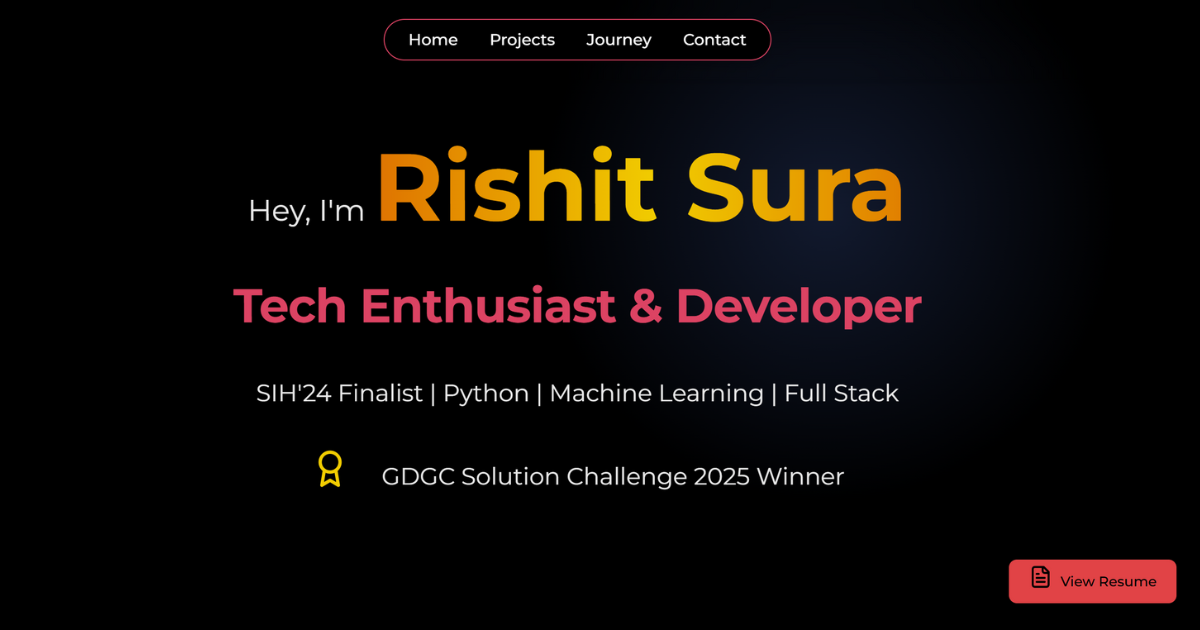 Home Projects Journey Contact
Hey, I'm Rishit Sura
Tech Enthusiast & Developer
SIH'24 Finalist | Python | Machine Learning | Full Stack
GDGC Solution Challenge 2025 Winner
View Resume